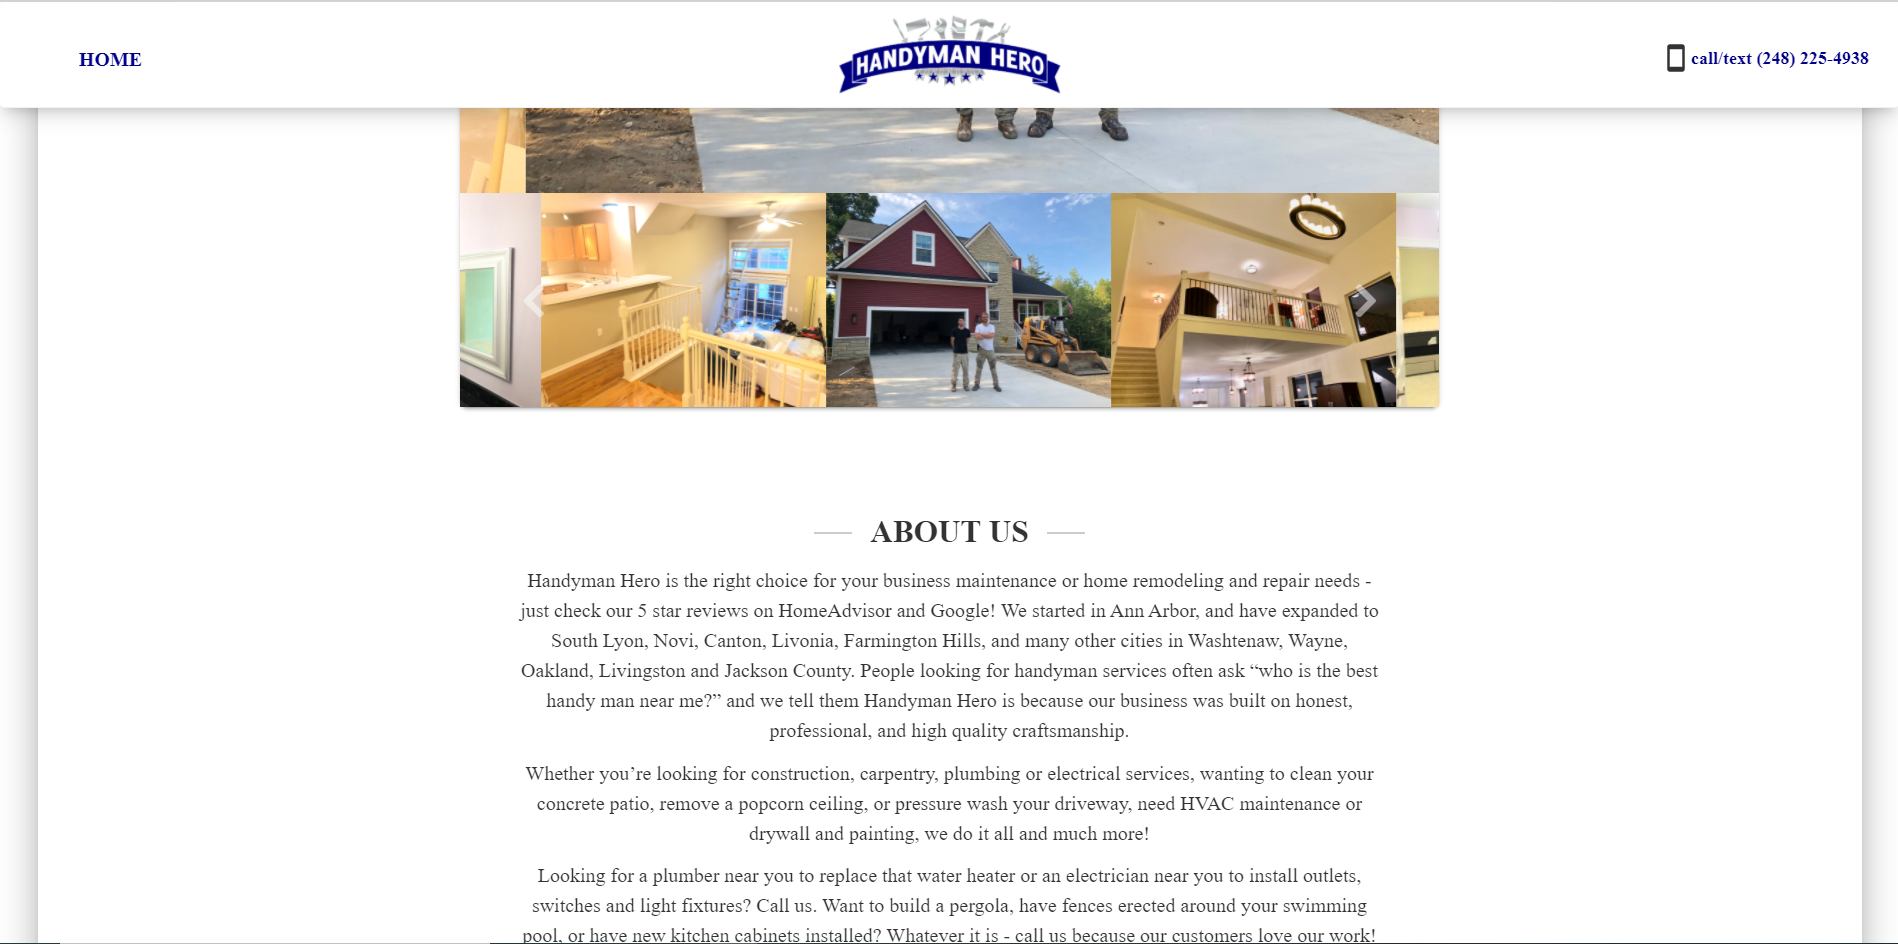 HOME
HANDYMAN HERO
call/text (248) 225-4938
ABOUT US
Handyman Hero is the right choice for your business maintenance or home remodeling and repair needs -
just check our 5 star reviews on HomeAdvisor and Google! We started in Ann Arbor, and have expanded to
South Lyon, Novi, Canton, Livonia, Farmington Hills, and many other cities in Washtenaw, Wayne,
Oakland, Livingston and Jackson County. People looking for handyman services often ask “who is the best
handy man near me?” and we tell them Handyman Hero is because our business was built on honest,
professional, and high quality craftsmanship.
Whether you’re looking for construction, carpentry, plumbing or electrical services, wanting to clean your
concrete patio, remove a popcorn ceiling, or pressure wash your driveway, need HVAC maintenance or
drywall and painting, we do it all and much more!
Looking for a plumber near you to replace that water heater or an electrician near you to install outlets,
switches and light fixtures? Call us. Want to build a pergola, have fences erected around your swimming
pool, or have new kitchen cabinets installed? Whatever it is - call us because our customers love our work!